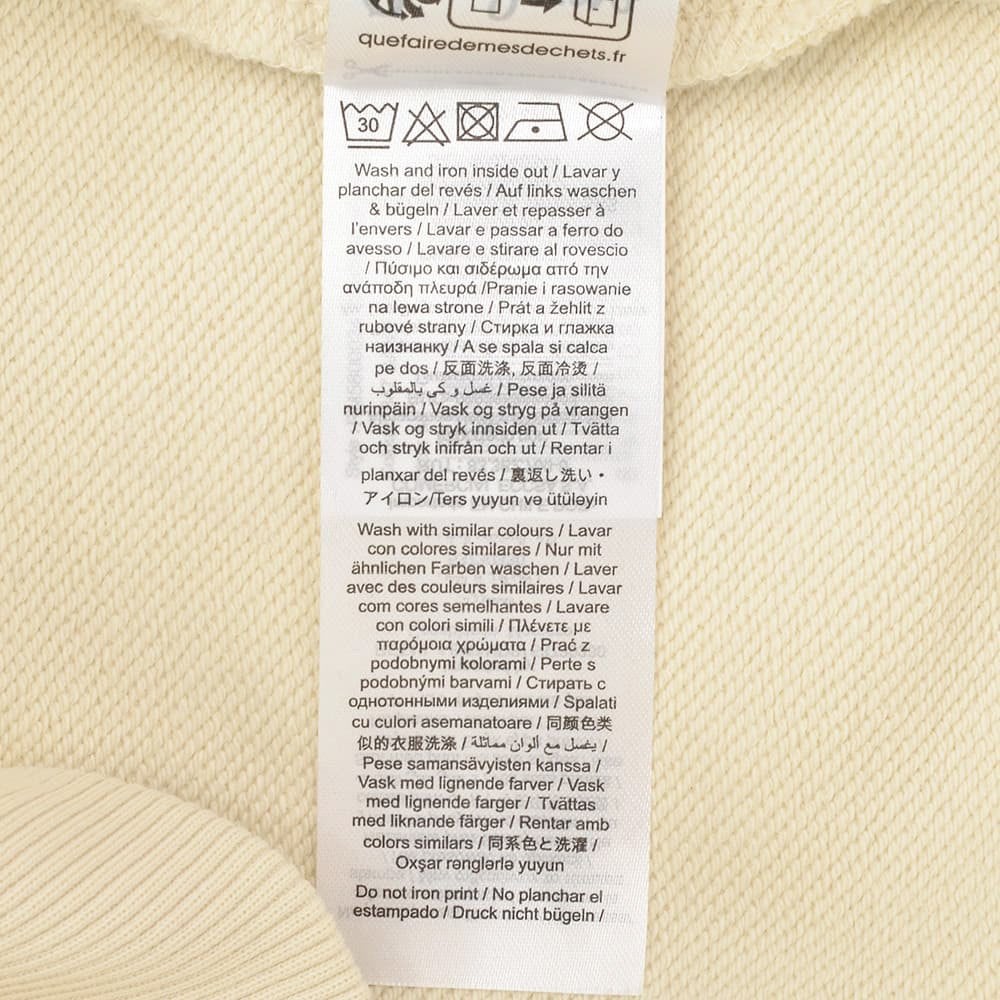 quefairedemesdechets.fr
30
Wash and iron inside out / Lavar y
planchar del revés / Auf links waschen
& bügeln / Laver et repasser à
l'envers / Lavar e passar a ferro do
avesso / Lavare e stirare al rovescio
/ Πύσιμο και σιδέρωμα από την
ανάποδη πλευρά /Pranie i rasowanie
na lewa strone / Prát a žehlit z
rubové strany / Стирка и глажка
наизнанку / A se spala si calca
pe dos / 反面洗涤, 反面冷烫 /
غسل و كي بالمقلوب / Pese ja silitä
nurinpäin / Vask og stryg på vrangen
/ Vask og stryk innsiden ut / Tvätta
och stryk inifrån och ut / Rentar i
planxar del revés / 裏返し洗い・
アイロン/Ters yuyun və ütüləyin
Wash with similar colours / Lavar
con colores similares / Nur mit
ähnlichen Farben waschen / Laver
avec des couleurs similaires / Lavar
com cores semelhantes / Lavare
con colori simili / Πλένετε με
παρόμοια χρώματα / Prać z
podobnymi kolorami / Perte s
podobnými barvami / Стирать с
однотонными изделиями / Spalati
cu culori asemanatoare / 同颜色类
似的衣服洗涤 / يغسل مع ألوان مماثلة /
Pese samansävyisten kanssa /
Vask med lignende farver / Vask
med lignende farger / Tvättas
med liknande färger / Rentar amb
colors similars / 同系色と洗濯 /
Oxşar rənglərlə yuyun
Do not iron print / No planchar el
estampado / Druck nicht bügeln /